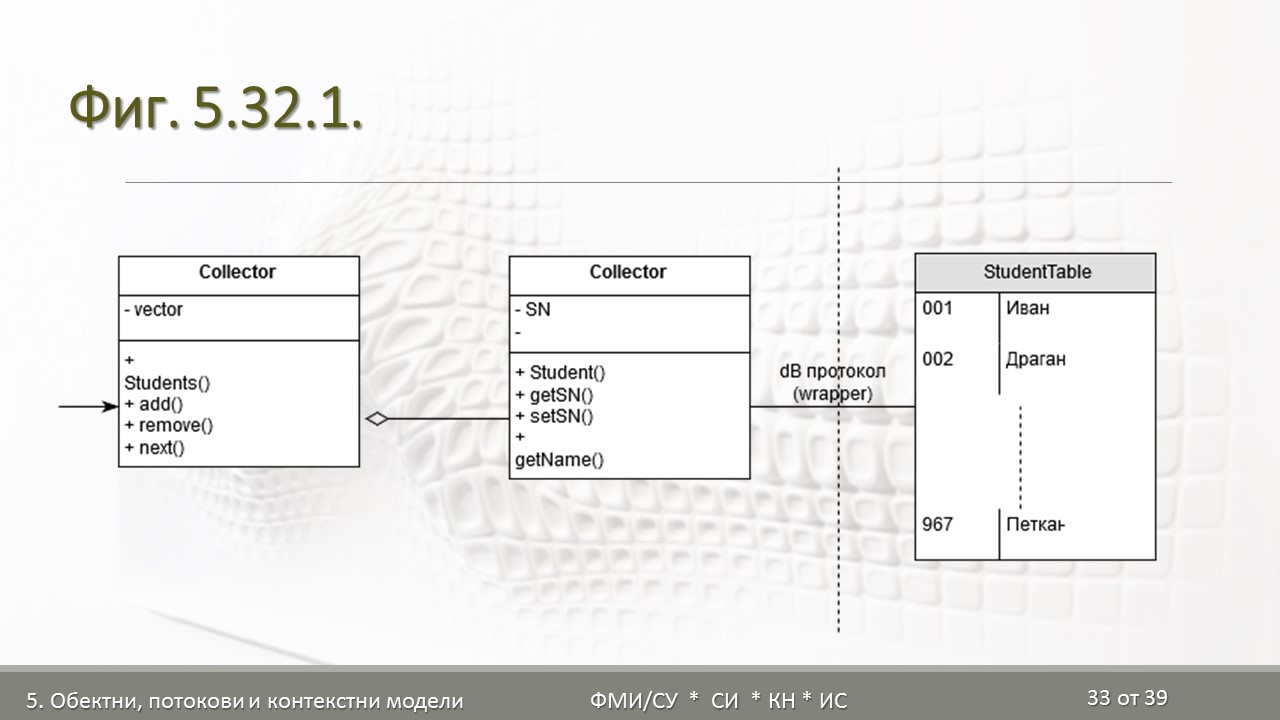 Фиг. 5.32.1.
Collector
- vector
+
Students()
+ add()
+ remove()
+ next()
Collector
- SN
-
+ Student()
+ getSN()
+ setSN()
+
getName()
dB протокол
(wrapper)
StudentTable
001 Иван
002 Драган
967 Петкан
5. Обектни, потокови и контекстни модели
ФМИ/СУ * СИ * КН * ИС
33 от 39